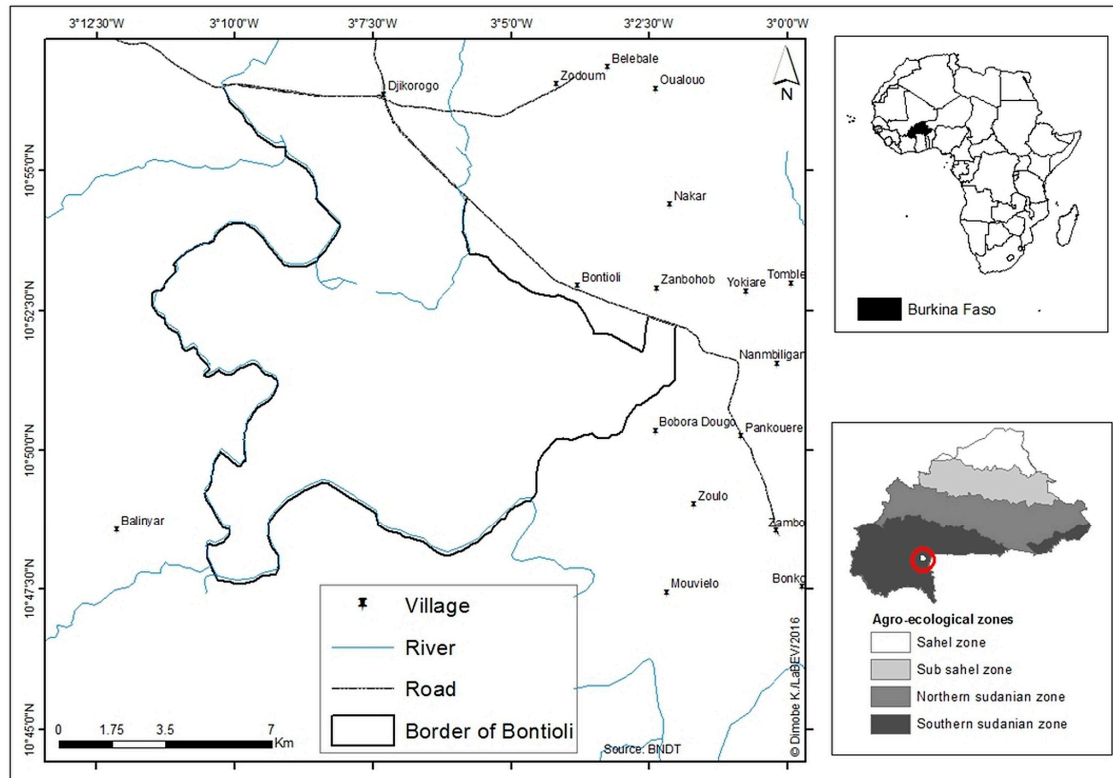 3°12'30"W 3°10'0"W 3°7'30"W 3°5'0"W 3°2'30"W 3°0'0"W
Belebale
Zodoum
Oualouo
Djikorogo
N
10°55'0"N
Nakar
Bontioli
Zanbohob
Yokiare
Tomble
10°52'30"N
Nanmbiligan
Bobora Dougo
Pankouere
10°50'0"N
Zoulo
Balinyar
Zambo
Mouvielo
Bonkg
10°47'30"N
Village
River
Road
Border of Bontioli
10°45'0"N
0 1.75 3.5 7
Km
Source: BNDT
© Dimobe K./LaBEV/2016
Burkina Faso
Agro-ecological zones
Sahel zone
Sub sahel zone
Northern sudanian zone
Southern sudanian zone